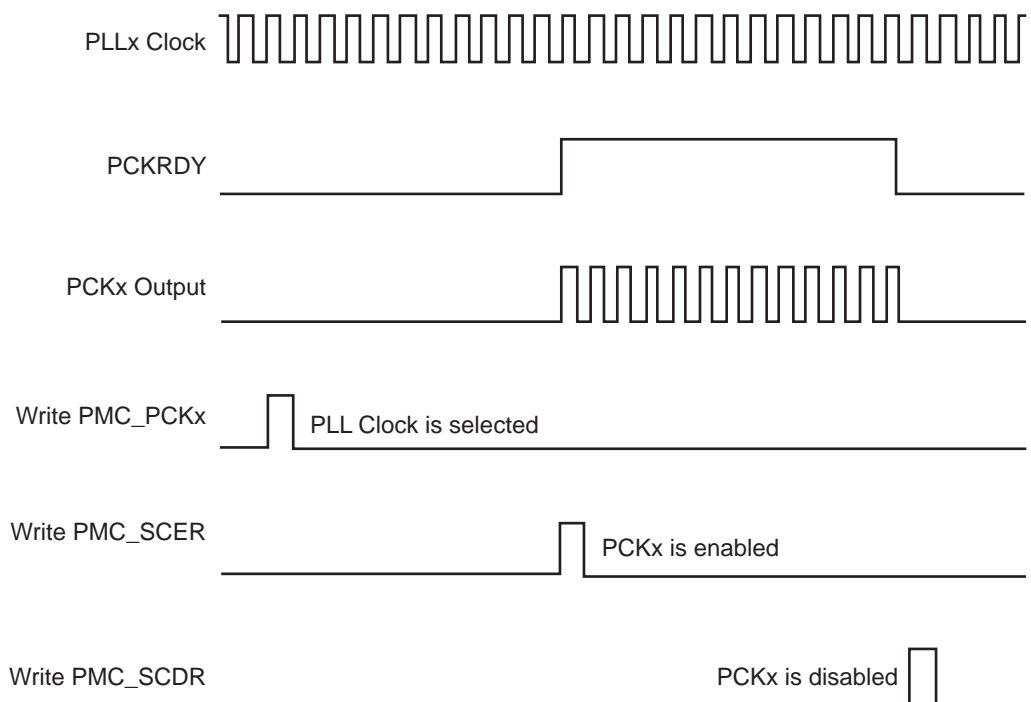 PLLx Clock
PCKRDY
PCKx Output
Write PMC_PCKx
PLL Clock is selected
Write PMC_SCER
PCKx is enabled
Write PMC_SCDR
PCKx is disabled